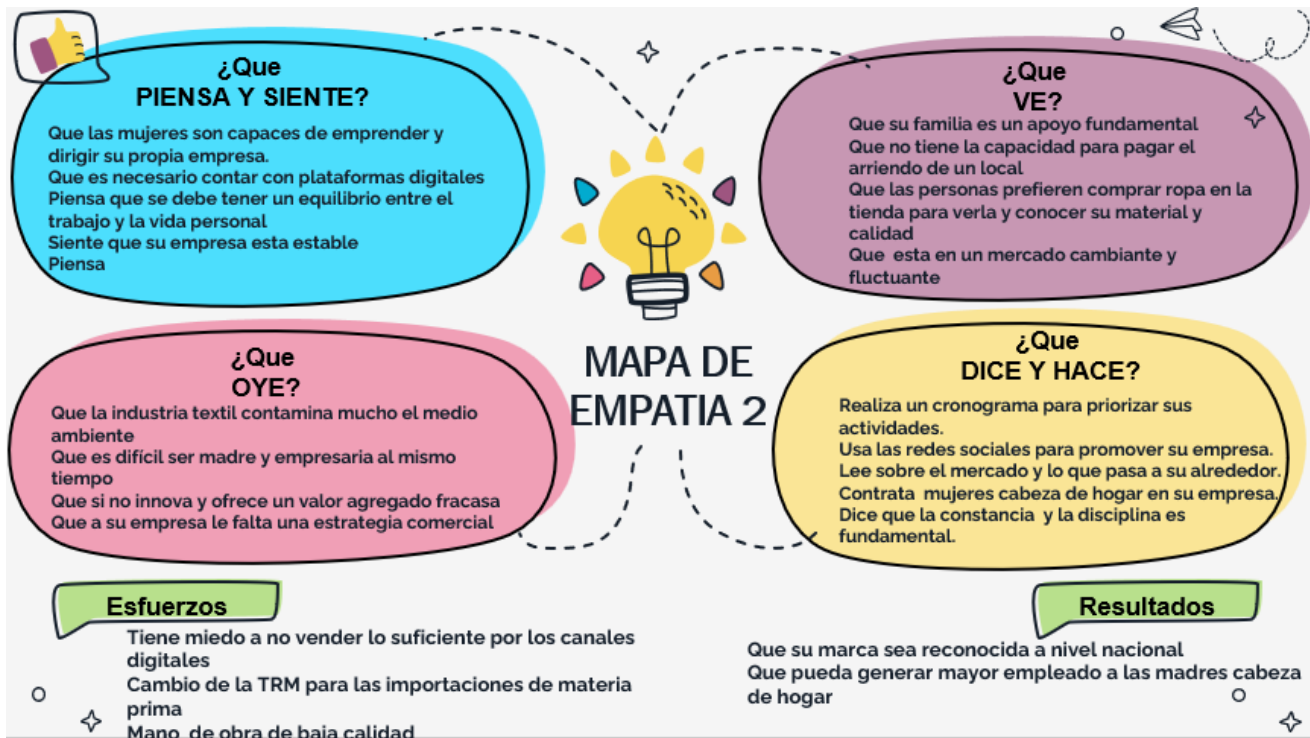 ¿Que
PIENSA Y SIENTE?
Que las mujeres son capaces de emprender y
dirigir su propia empresa.
Que es necesario contar con plataformas digitales
Piensa que se debe tener un equilibrio entre el
trabajo y la vida personal
Siente que su empresa esta estable
Piensa
¿Que
VE?
Que su familia es un apoyo fundamental
Que no tiene la capacidad para pagar el
arriendo de un local
Que las personas prefieren comprar ropa en la
tienda para verla y conocer su material y
calidad
Que esta en un mercado cambiante y
fluctuante
MAPA DE
EMPATIA 2
¿Que
OYE?
Que la industria textil contamina mucho el medio
ambiente
Que es difícil ser madre y empresaria al mismo
tiempo
Que si no innova y ofrece un valor agregado fracasa
Que a su empresa le falta una estrategia comercial
¿Que
DICE Y HACE?
Realiza un cronograma para priorizar sus
actividades.
Usa las redes sociales para promover su empresa.
Lee sobre el mercado y lo que pasa a su alrededor.
Contrata mujeres cabeza de hogar en su empresa.
Dice que la constancia y la disciplina es
fundamental.
Esfuerzos
Tiene miedo a no vender lo suficiente por los canales
digitales
Cambio de la TRM para las importaciones de materia
prima
Mano de obra de baja calidad
Resultados
Que su marca sea reconocida a nivel nacional
Que pueda generar mayor empleado a las madres cabeza
de hogar